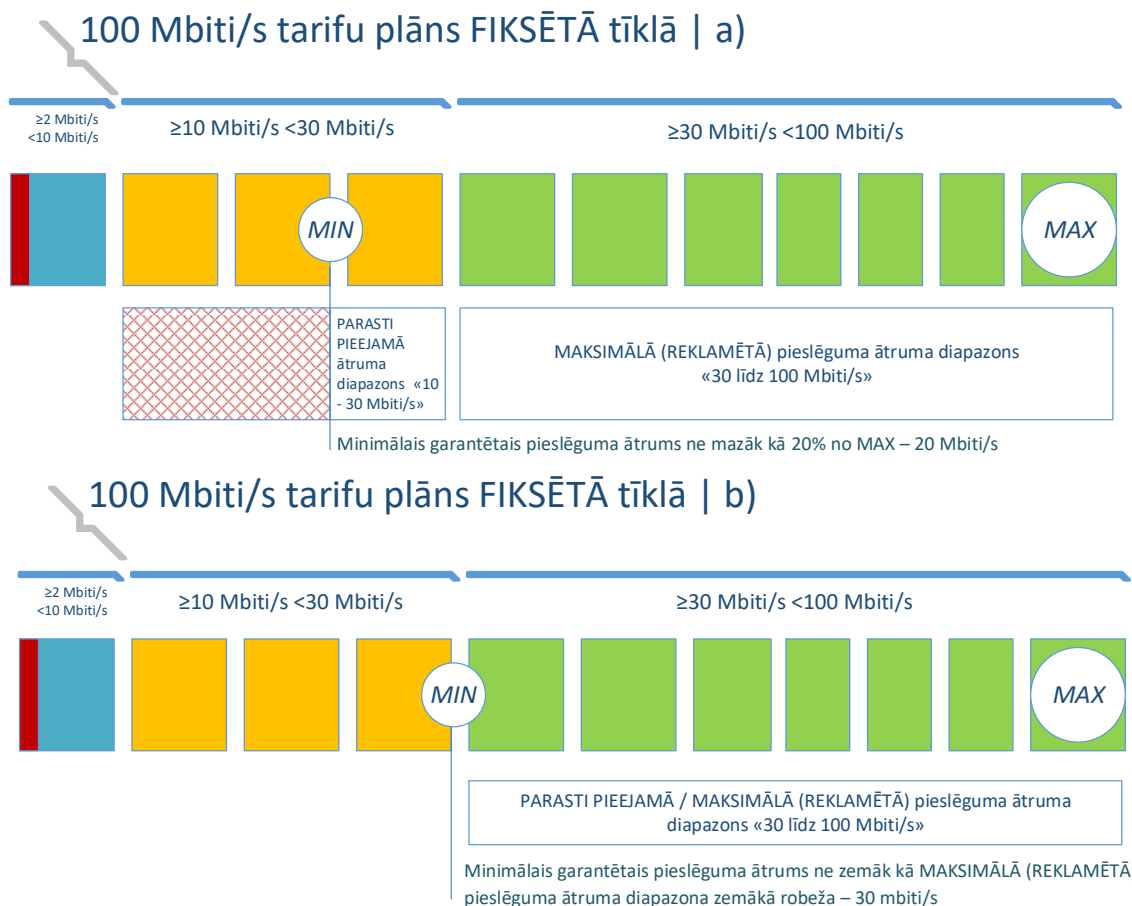 100 Mbiti/s tarifu plāns FIKSĒTĀ tīklā | a)
≥2 Mbiti/s
<10 Mbiti/s
≥10 Mbiti/s <30 Mbiti/s
≥30 Mbiti/s <100 Mbiti/s
MIN
MAX
PARASTI
PIEEJAMĀ
ātruma
diapazons «10
- 30 Mbiti/s»
MAKSIMĀLĀ (REKLAMĒTĀ) pieslēguma ātruma diapazons
«30 līdz 100 Mbiti/s»
Minimālais garantētais pieslēguma ātrums ne mazāk kā 20% no MAX – 20 Mbiti/s
100 Mbiti/s tarifu plāns FIKSĒTĀ tīklā | b)
≥2 Mbiti/s
<10 Mbiti/s
≥10 Mbiti/s <30 Mbiti/s
≥30 Mbiti/s <100 Mbiti/s
MIN
MAX
PARASTI PIEEJAMĀ / MAKSIMĀLĀ (REKLAMĒTĀ) pieslēguma ātruma
diapazons «30 līdz 100 Mbiti/s»
Minimālais garantētais pieslēguma ātrums ne zemāk kā MAKSIMĀLĀ (REKLAMĒTĀ
pieslēguma ātruma diapazona zemākā robeža – 30 mbiti/s